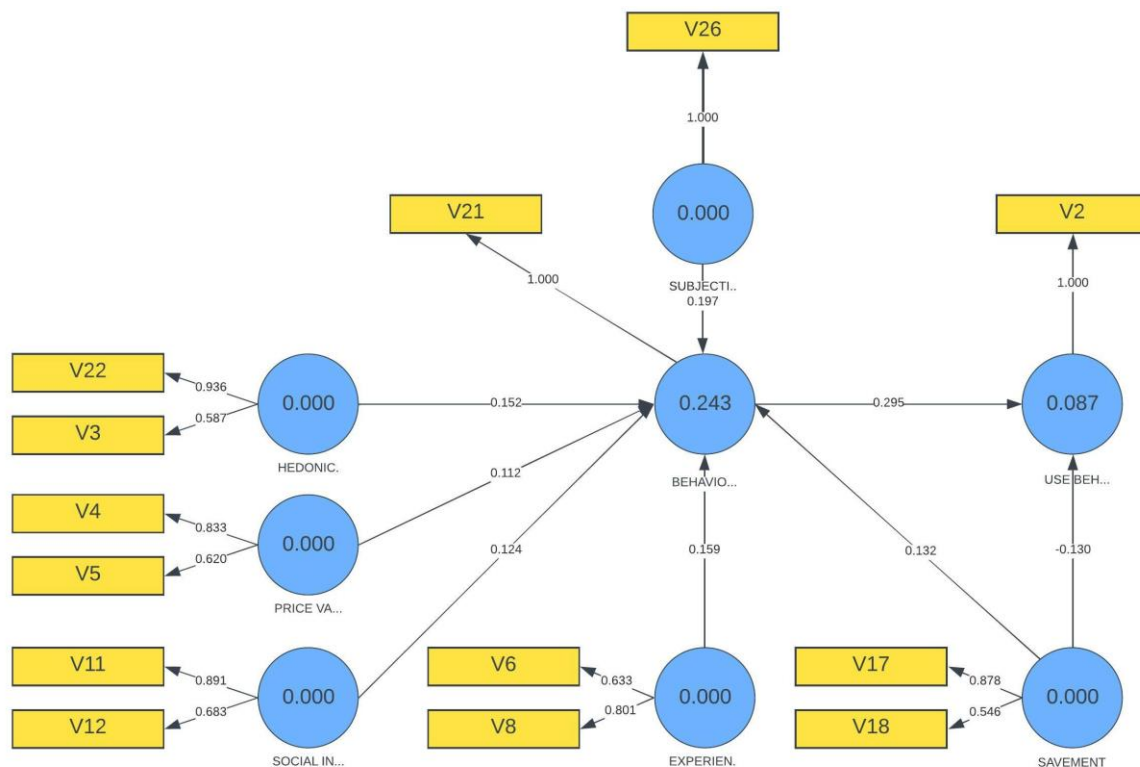 V26
1.000
0.000
SUBJECTI..
0.197
V21
1.000
V2
1.000
V22
0.936
V3
0.587
0.000
HEDONIC.
0.152
0.243
BEHAVIO...
0.295
0.087
USE BEH...
V4
0.833
V5
0.620
0.000
PRICE VA...
0.112
0.124
0.159
0.132
-0.130
V11
0.891
V12
0.683
0.000
SOCIAL IN...
V6
0.633
V8
0.801
0.000
EXPERIEN.
V17
0.878
V18
0.546
0.000
SAVEMENT